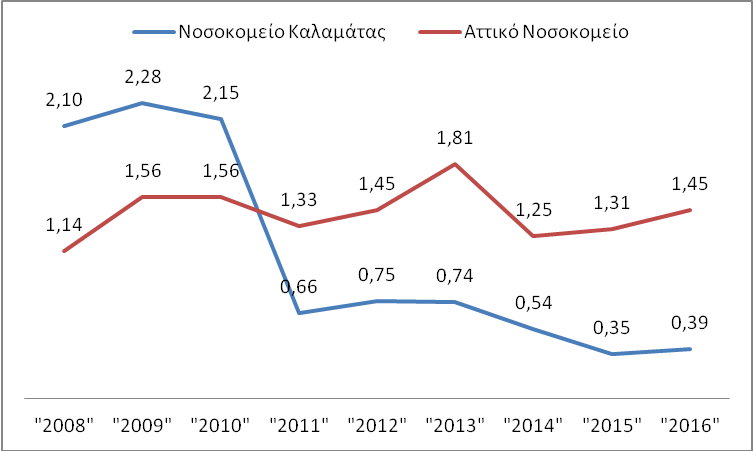 Νοσοκομείο Καλαμάτας Αττικό Νοσοκομείο
2,10 2,28 2,15 0,66 0,75 0,74 0,54 0,35 0,39
1,14 1,56 1,56 1,33 1,45 1,81 1,25 1,31 1,45
"2008" "2009" "2010" "2011" "2012" "2013" "2014" "2015" "2016"